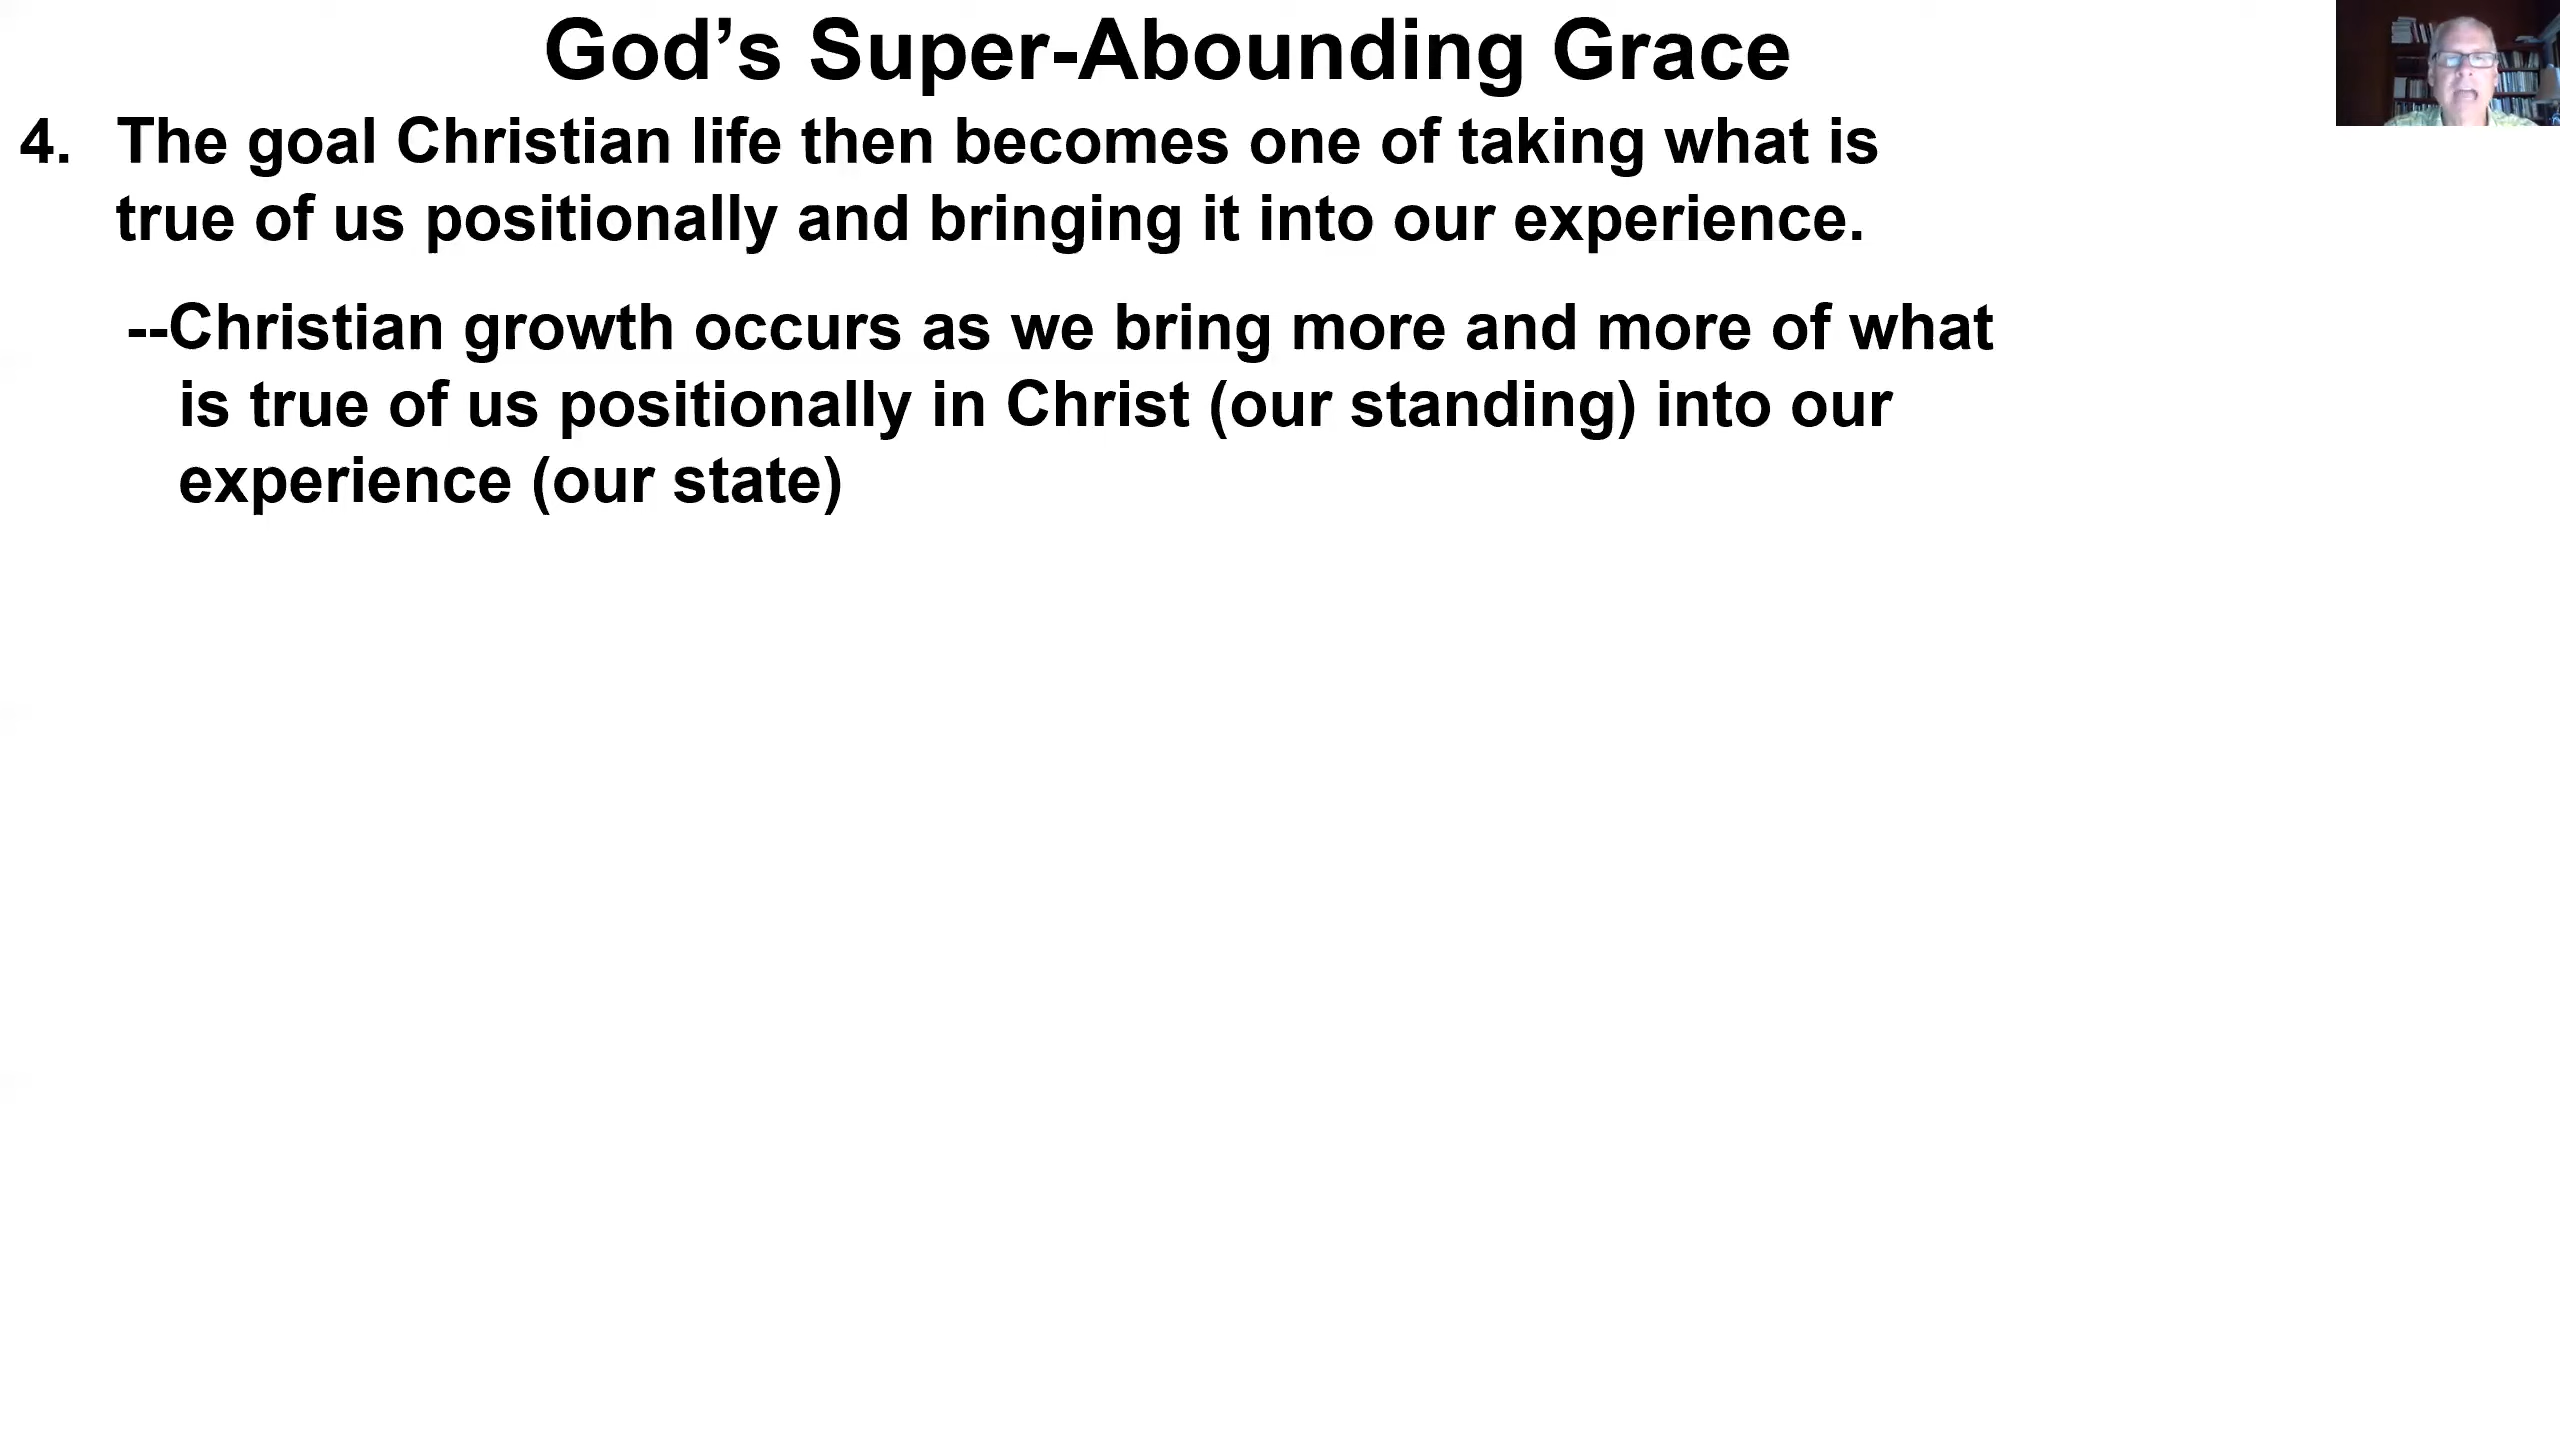 God’s Super-Abounding Grace
4. The goal Christian life then becomes one of taking what is
true of us positionally and bringing it into our experience.
--Christian growth occurs as we bring more and more of what
is true of us positionally in Christ (our standing) into our
experience (our state)